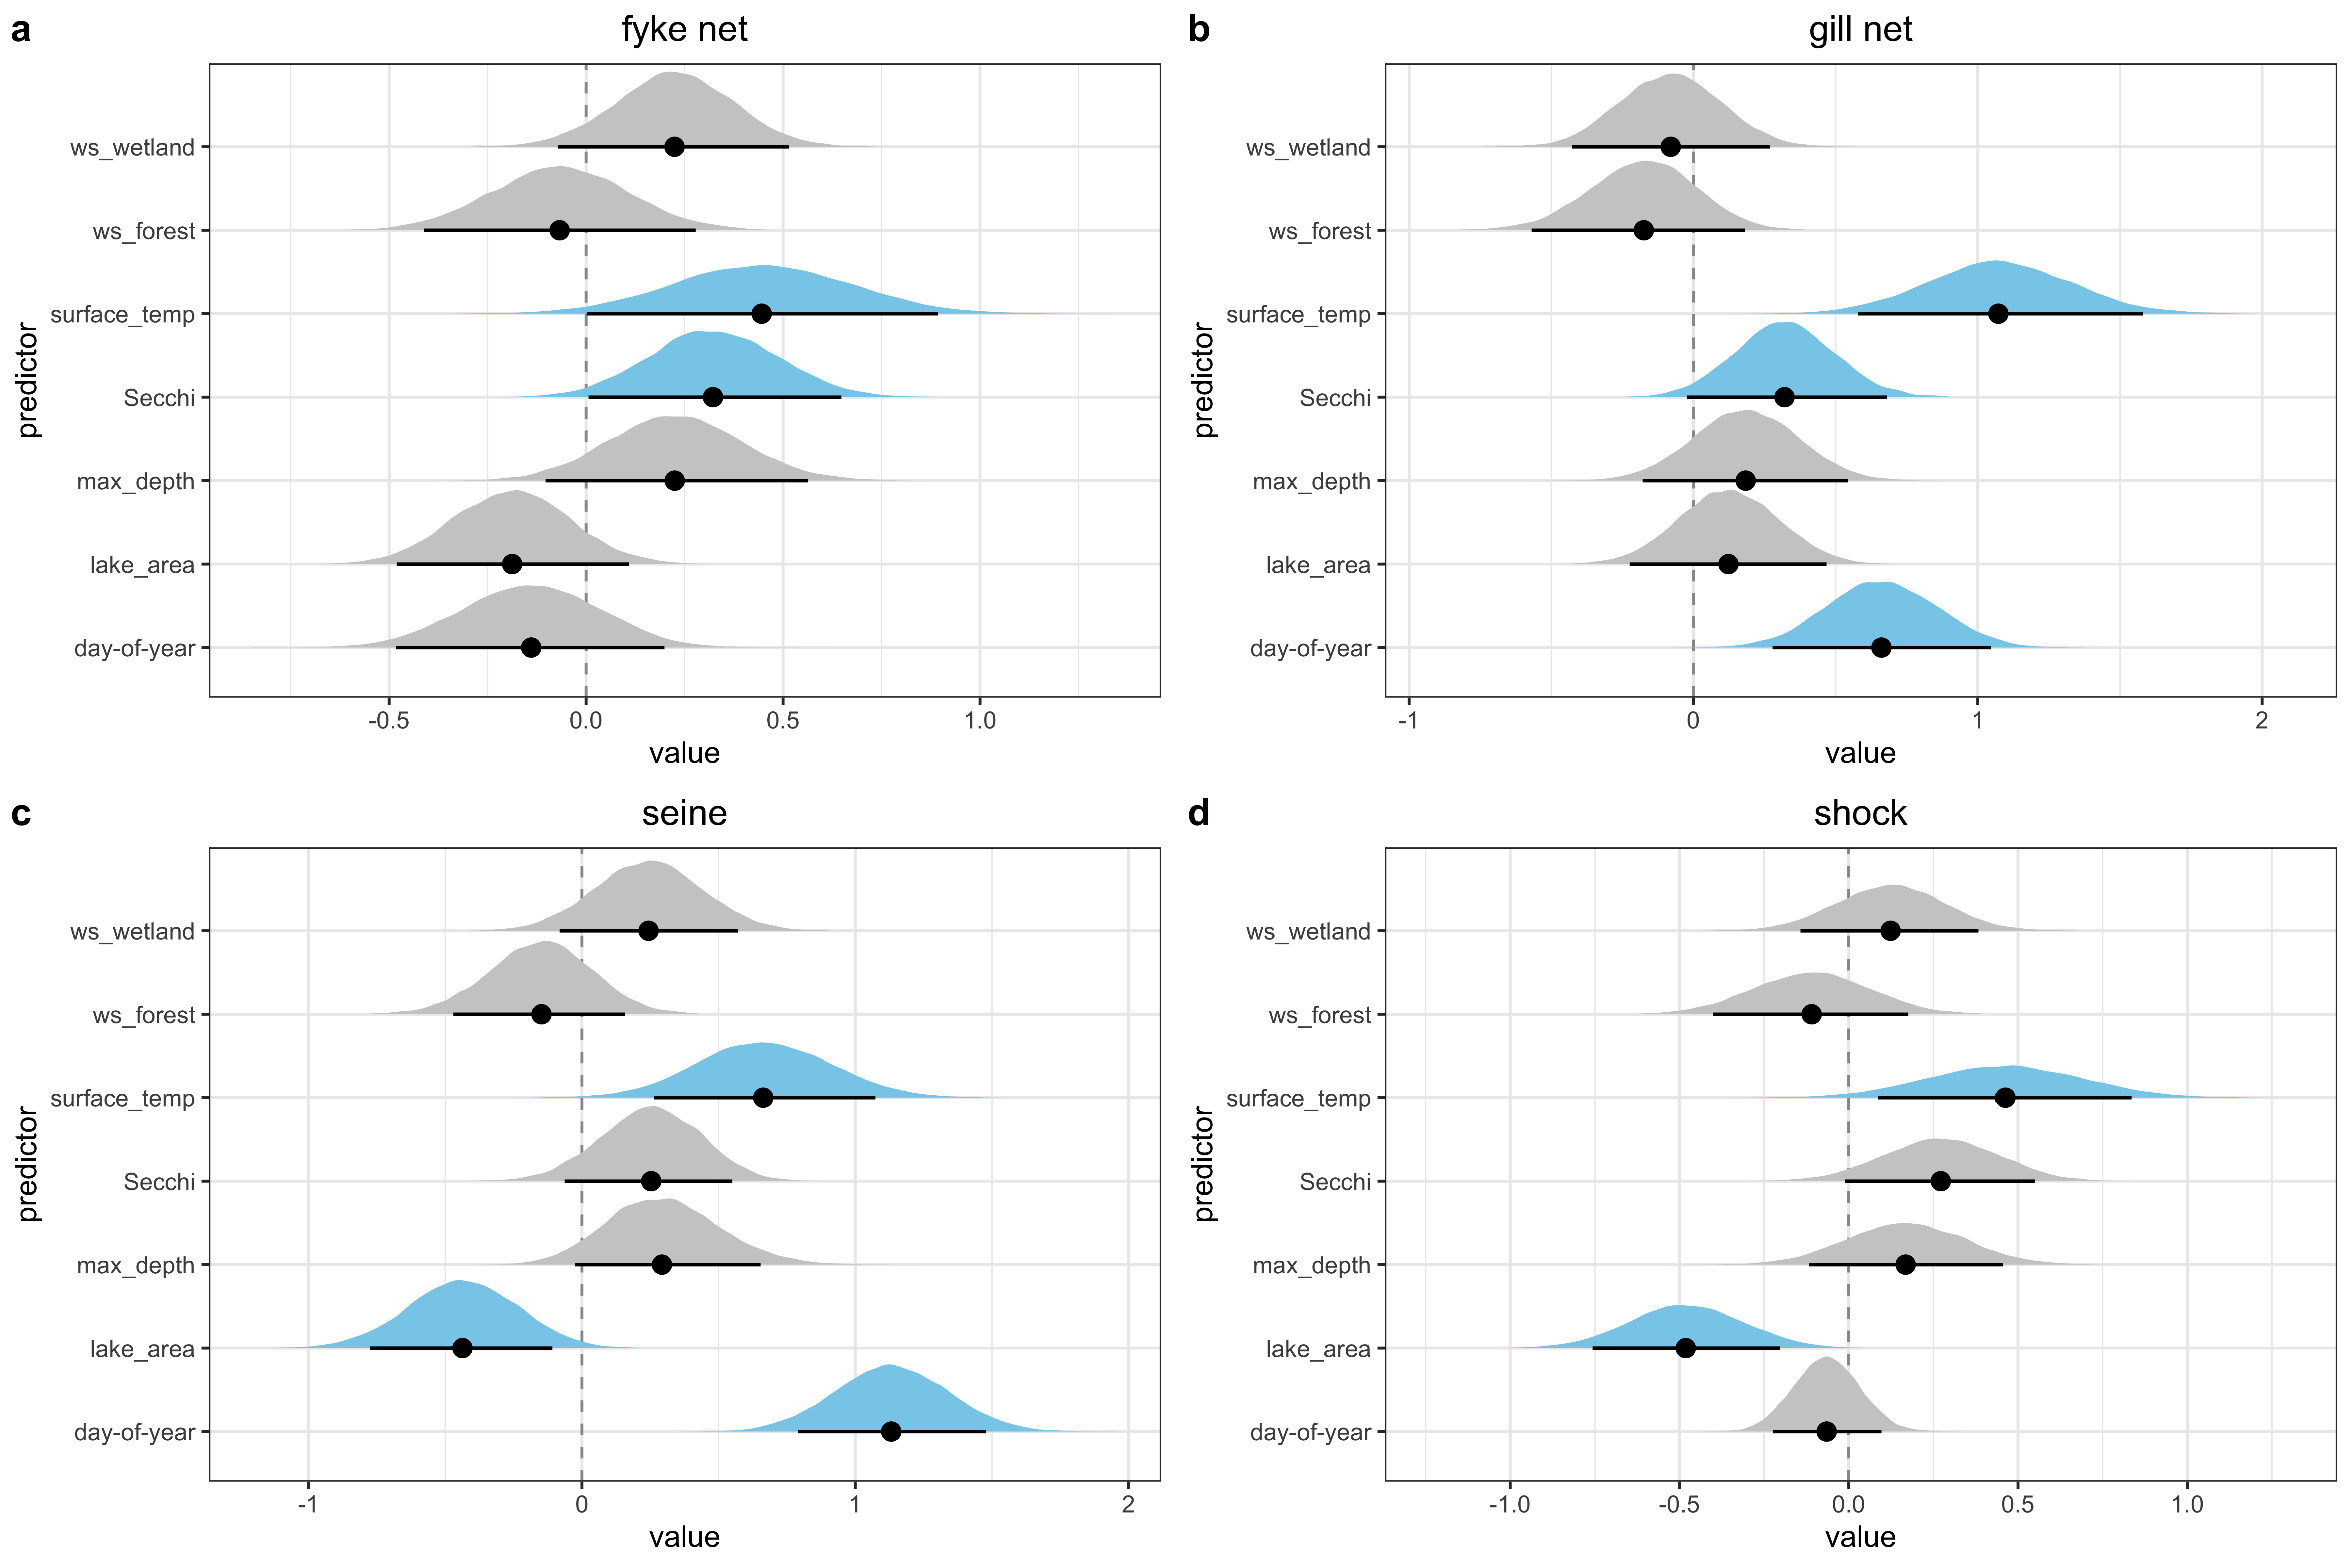 a
fyke net
predictor
ws_wetland
ws_forest
surface_temp
Secchi
max_depth
lake_area
day-of-year
-0.5 0.0 0.5 1.0
value
b
gill net
predictor
ws_wetland
ws_forest
surface_temp
Secchi
max_depth
lake_area
day-of-year
-1 0 1 2
value
c
seine
predictor
ws_wetland
ws_forest
surface_temp
Secchi
max_depth
lake_area
day-of-year
-1 0 1 2
value
d
shock
predictor
ws_wetland
ws_forest
surface_temp
Secchi
max_depth
lake_area
day-of-year
-1.0 -0.5 0.0 0.5 1.0
value